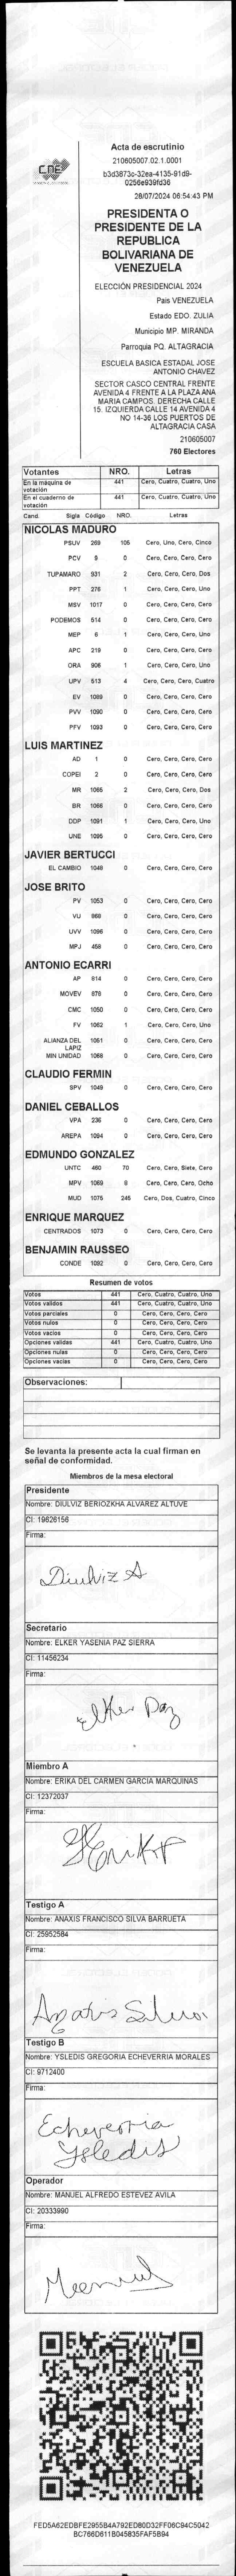 CNE
Acta de escrutinio
210605007.02.1.0001
b3d3873c-32ea-4135-91d9-
0256e939fd36
28/07/2024 06:54:43 PM
PRESIDENTA O
PRESIDENTE DE LA
REPUBLICA
BOLIVARIANA DE
VENEZUELA
ELECCIÓN PRESIDENCIAL 2024
Pais VENEZUELA
Estado EDO. ZULIA
Municipio MP. MIRANDA
Parroquia PQ. ALTAGRACIA
ESCUELA BASICA ESTADAL JOSE
ANTONIO CHAVEZ
SECTOR CASCO CENTRAL FRENTE
AVENIDA 4 FRENTE A LA PLAZA ANA
MARIA CAMPOS. DERECHA CALLE
15. IZQUIERDA CALLE 14 AVENIDA 4
NO 14-36 LOS PUERTOS DE
ALTAGRACIA CASA
210605007
760 Electores
Votantes NRO. Letras
En la máquina de votación 441 Cero, Cuatro, Cuatro, Uno
En el cuaderno de votación 441 Cero, Cuatro, Cuatro, Uno
Cand. Sigla Código NRO. Letras
NICOLAS MADURO
PSUV 269 105 Cero, Uno, Cero, Cinco
PCV 5 0 Cero, Cero, Cero, Cero
TUPAMARO 931 2 Cero, Cero, Cero, Dos
PPT 276 1 Cero, Cero, Cero, Uno
MSV 1017 0 Cero, Cero, Cero, Cero
PODEMOS 514 0 Cero, Cero, Cero, Cero
MEP 6 1 Cero, Cero, Cero, Uno
APC 219 0 Cero, Cero, Cero, Cero
ORA 906 1 Cero, Cero, Cero, Uno
UPV 513 4 Cero, Cero, Cero, Cuatro
EV 1089 0 Cero, Cero, Cero, Cero
PVV 1090 0 Cero, Cero, Cero, Cero
PFV 1093 0 Cero, Cero, Cero, Cero
LUIS MARTINEZ
AD 1 0 Cero, Cero, Cero, Cero
COPEI 2 0 Cero, Cero, Cero, Cero
MR 1065 2 Cero, Cero, Cero, Dos
BR 1066 0 Cero, Cero, Cero, Cero
DDP 1091 1 Cero, Cero, Cero, Uno
UNE 1095 0 Cero, Cero, Cero, Cero
JAVIER BERTUCCI
EL CAMBIO 1048 0 Cero, Cero, Cero, Cero
JOSE BRITO
PV 1053 0 Cero, Cero, Cero, Cero
VU 868 0 Cero, Cero, Cero, Cero
UVV 1096 0 Cero, Cero, Cero, Cero
MPJ 458 0 Cero, Cero, Cero, Cero
ANTONIO ECARRI
AP 814 0 Cero, Cero, Cero, Cero
MOVEV 878 0 Cero, Cero, Cero, Cero
CMC 1050 0 Cero, Cero, Cero, Cero
FV 1062 1 Cero, Cero, Cero, Uno
ALIANZA DEL LAPIZ 1051 0 Cero, Cero, Cero, Cero
MIN UNIDAD 1068 0 Cero, Cero, Cero, Cero
CLAUDIO FERMIN
SPV 1049 0 Cero, Cero, Cero, Cero
DANIEL CEBALLOS
VPA 236 0 Cero, Cero, Cero, Cero
AREPA 1094 0 Cero, Cero, Cero, Cero
EDMUNDO GONZALEZ
UNTC 460 70 Cero, Cero, Siete, Cero
MPV 1069 8 Cero, Cero, Cero, Ocho
MUD 1075 245 Cero, Dos, Cuatro, Cinco
ENRIQUE MARQUEZ
CENTRADOS 1073 0 Cero, Cero, Cero, Cero
BENJAMIN RAUSSEO
CONDE 1092 0 Cero, Cero, Cero, Cero
Resumen de votos
Votos 441 Cero, Cuatro, Cuatro, Uno
Votos validos 441 Cero, Cuatro, Cuatro, Uno
Votos parciales 0 Cero, Cero, Cero, Cero
Votos nulos 0 Cero, Cero, Cero, Cero
Votos vacios 0 Cero, Cero, Cero, Cero
Opciones validas 441 Cero, Cuatro, Cuatro, Uno
Opciones nulas 0 Cero, Cero, Cero, Cero
Opciones vacias 0 Cero, Cero, Cero, Cero
Observaciones:
Se levanta la presente acta la cual firman en
señal de conformidad.
Miembros de la mesa electoral
Presidente
Nombre: DIULVIZ BERIOZKHA ALVAREZ ALTUVE
CI: 19626156
Firma:
Diulviz A
Secretario
Nombre: ELKER YASENIA PAZ SIERRA
CI: 11456234
Firma:
Elker Paz
Miembro A
Nombre: ERIKA DEL CARMEN GARCIA MARQUINAS
CI: 12372037
Firma:
Testigo A
Nombre: ANAXIS FRANCISCO SILVA BARRUETA
CI: 25952584
Firma:
Testigo B
Nombre: YSLEDIS GREGORIA ECHEVERRIA MORALES
CI: 9712400
Firma:
Echeverria
Ysledis
Operador
Nombre: MANUEL ALFREDO ESTEVEZ AVILA
CI: 20333990
Firma:
FED5A62EDBFE2955B4A792ED80D32FF06C94C5042
BC766D611B045835FAF5B94